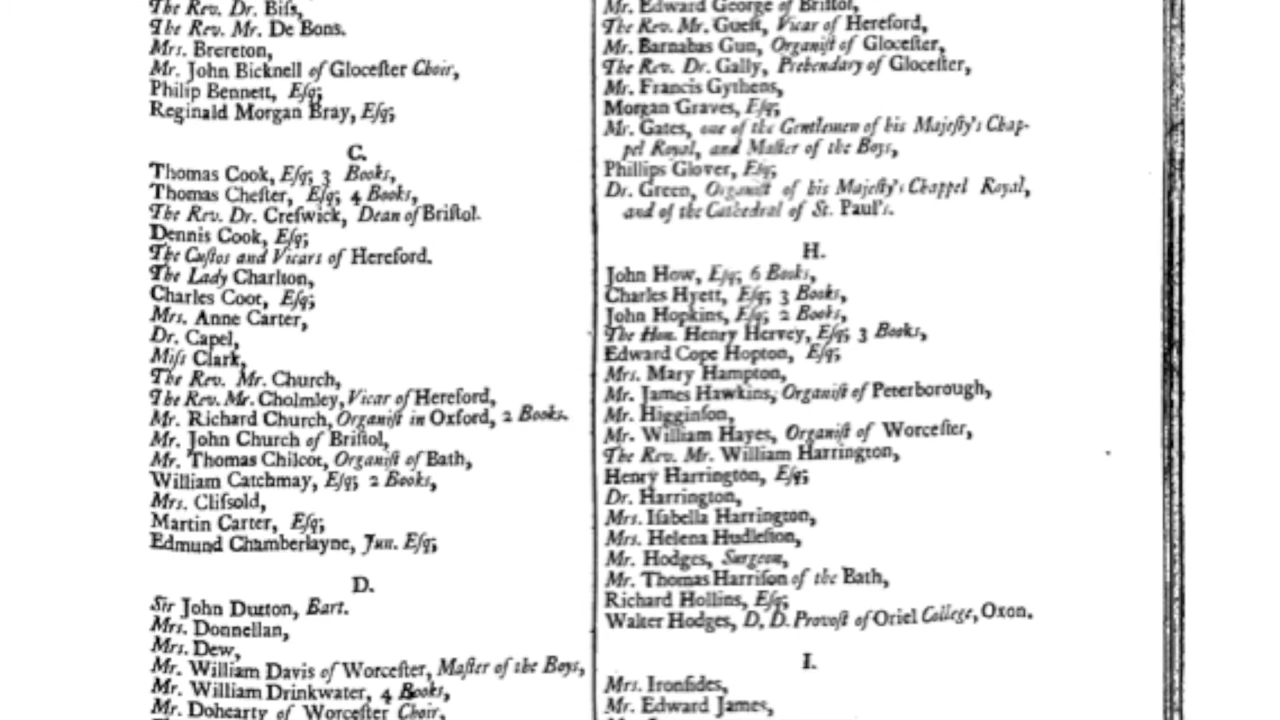 The Rev. Dr. Biſs,
The Rev. Mr. De Bons.
Mrs. Brereton,
Mr. John Bicknell of Gloceſter Choir,
Philip Bennett, Eſq;
Reginald Morgan Bray, Eſq;
C.
Thomas Cook, Eſq; 3 Books,
Thomas Cheſter, Eſq; 4 Books,
The Rev. Dr. Creſwick, Dean of Briſtol.
Dennis Cook, Eſq;
The Cuſtos and Vicars of Hereford.
The Lady Charlton,
Charles Coot, Eſq;
Mrs. Anne Carter,
Dr. Capel,
Miſs Clark,
The Rev. Mr. Church,
The Rev. Mr. Cholmley, Vicar of Hereford,
Mr. Richard Church, Organiſt in Oxford, 2 Books.
Mr. John Church of Briſtol,
Mr. Thomas Chilcot, Organiſt of Bath,
William Catchmay, Eſq; 2 Books,
Mrs. Cliſsold,
Martin Carter, Eſq;
Edmund Chamberlayne, Jun. Eſq;
D.
Sir John Dutton, Bart.
Mrs. Donnellan,
Mrs. Dew,
Mr. William Davis of Worceſter, Maſter of the Boys,
Mr. William Drinkwater, 4 Books,
Mr. Dohearty of Worceſter Choir,
Mr. Edward George of Briſtol,
The Rev. Mr. Gueſt, Vicar of Hereford,
Mr. Barnabas Gun, Organiſt of Gloceſter,
The Rev. Dr. Gally, Prebendary of Gloceſter,
Mr. Francis Gythens,
Morgan Graves, Eſq;
Mr. Gates, one of the Gentlemen of his Majeſty's Chap-
pel Royal, and Maſter of the Boys,
Phillips Glover, Eſq;
Dr. Green, Organiſt of his Majeſty's Chappel Royal,
and of the Cathedral of St. Paul's.
H.
John How, Eſq; 6 Books,
Charles Hyett, Eſq; 3 Books,
John Hopkins, Eſq; 2 Books,
The Hon. Henry Hervey, Eſq; 3 Books,
Edward Cope Hopton, Eſq;
Mrs. Mary Hampton,
Mr. James Hawkins, Organiſt of Peterborough,
Mr. Higginſon,
Mr. William Hayes, Organiſt of Worceſter,
The Rev. Mr. William Harrington,
Henry Harrington, Eſq;
Dr. Harrington,
Mrs. Iſabella Harrington,
Mrs. Helena Hudleſton,
Mr. Hodges, Surgeon,
Mr. Thomas Harriſon of the Bath,
Richard Hollins, Eſq;
Walter Hodges, D. D. Provoſt of Oriel College, Oxon.
I.
Mrs. Ironſides,
Mr. Edward James,